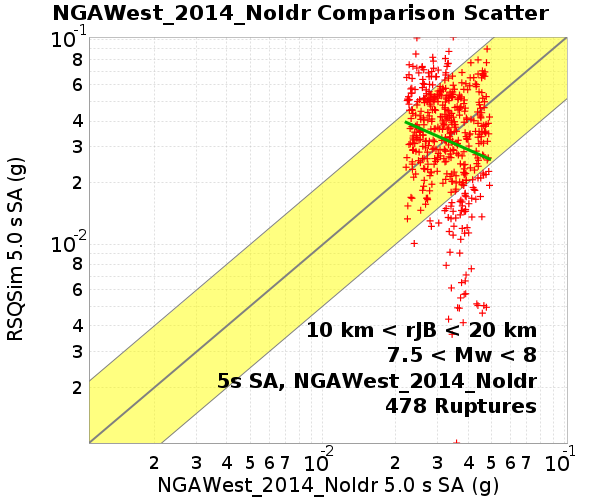 NGAWest_2014_NoIdr Comparison Scatter
10-1
8
6
4
3
2
10-2
8
6
4
3
2
RSQSim 5.0 s SA (g)
10 km < rJB < 20 km
7.5 < Mw < 8
5s SA, NGAWest_2014_NoIdr
478 Ruptures
2 3 4 5 6 7 10-2 2 3 4 5 6 7 10-1
NGAWest_2014_NoIdr 5.0 s SA (g)